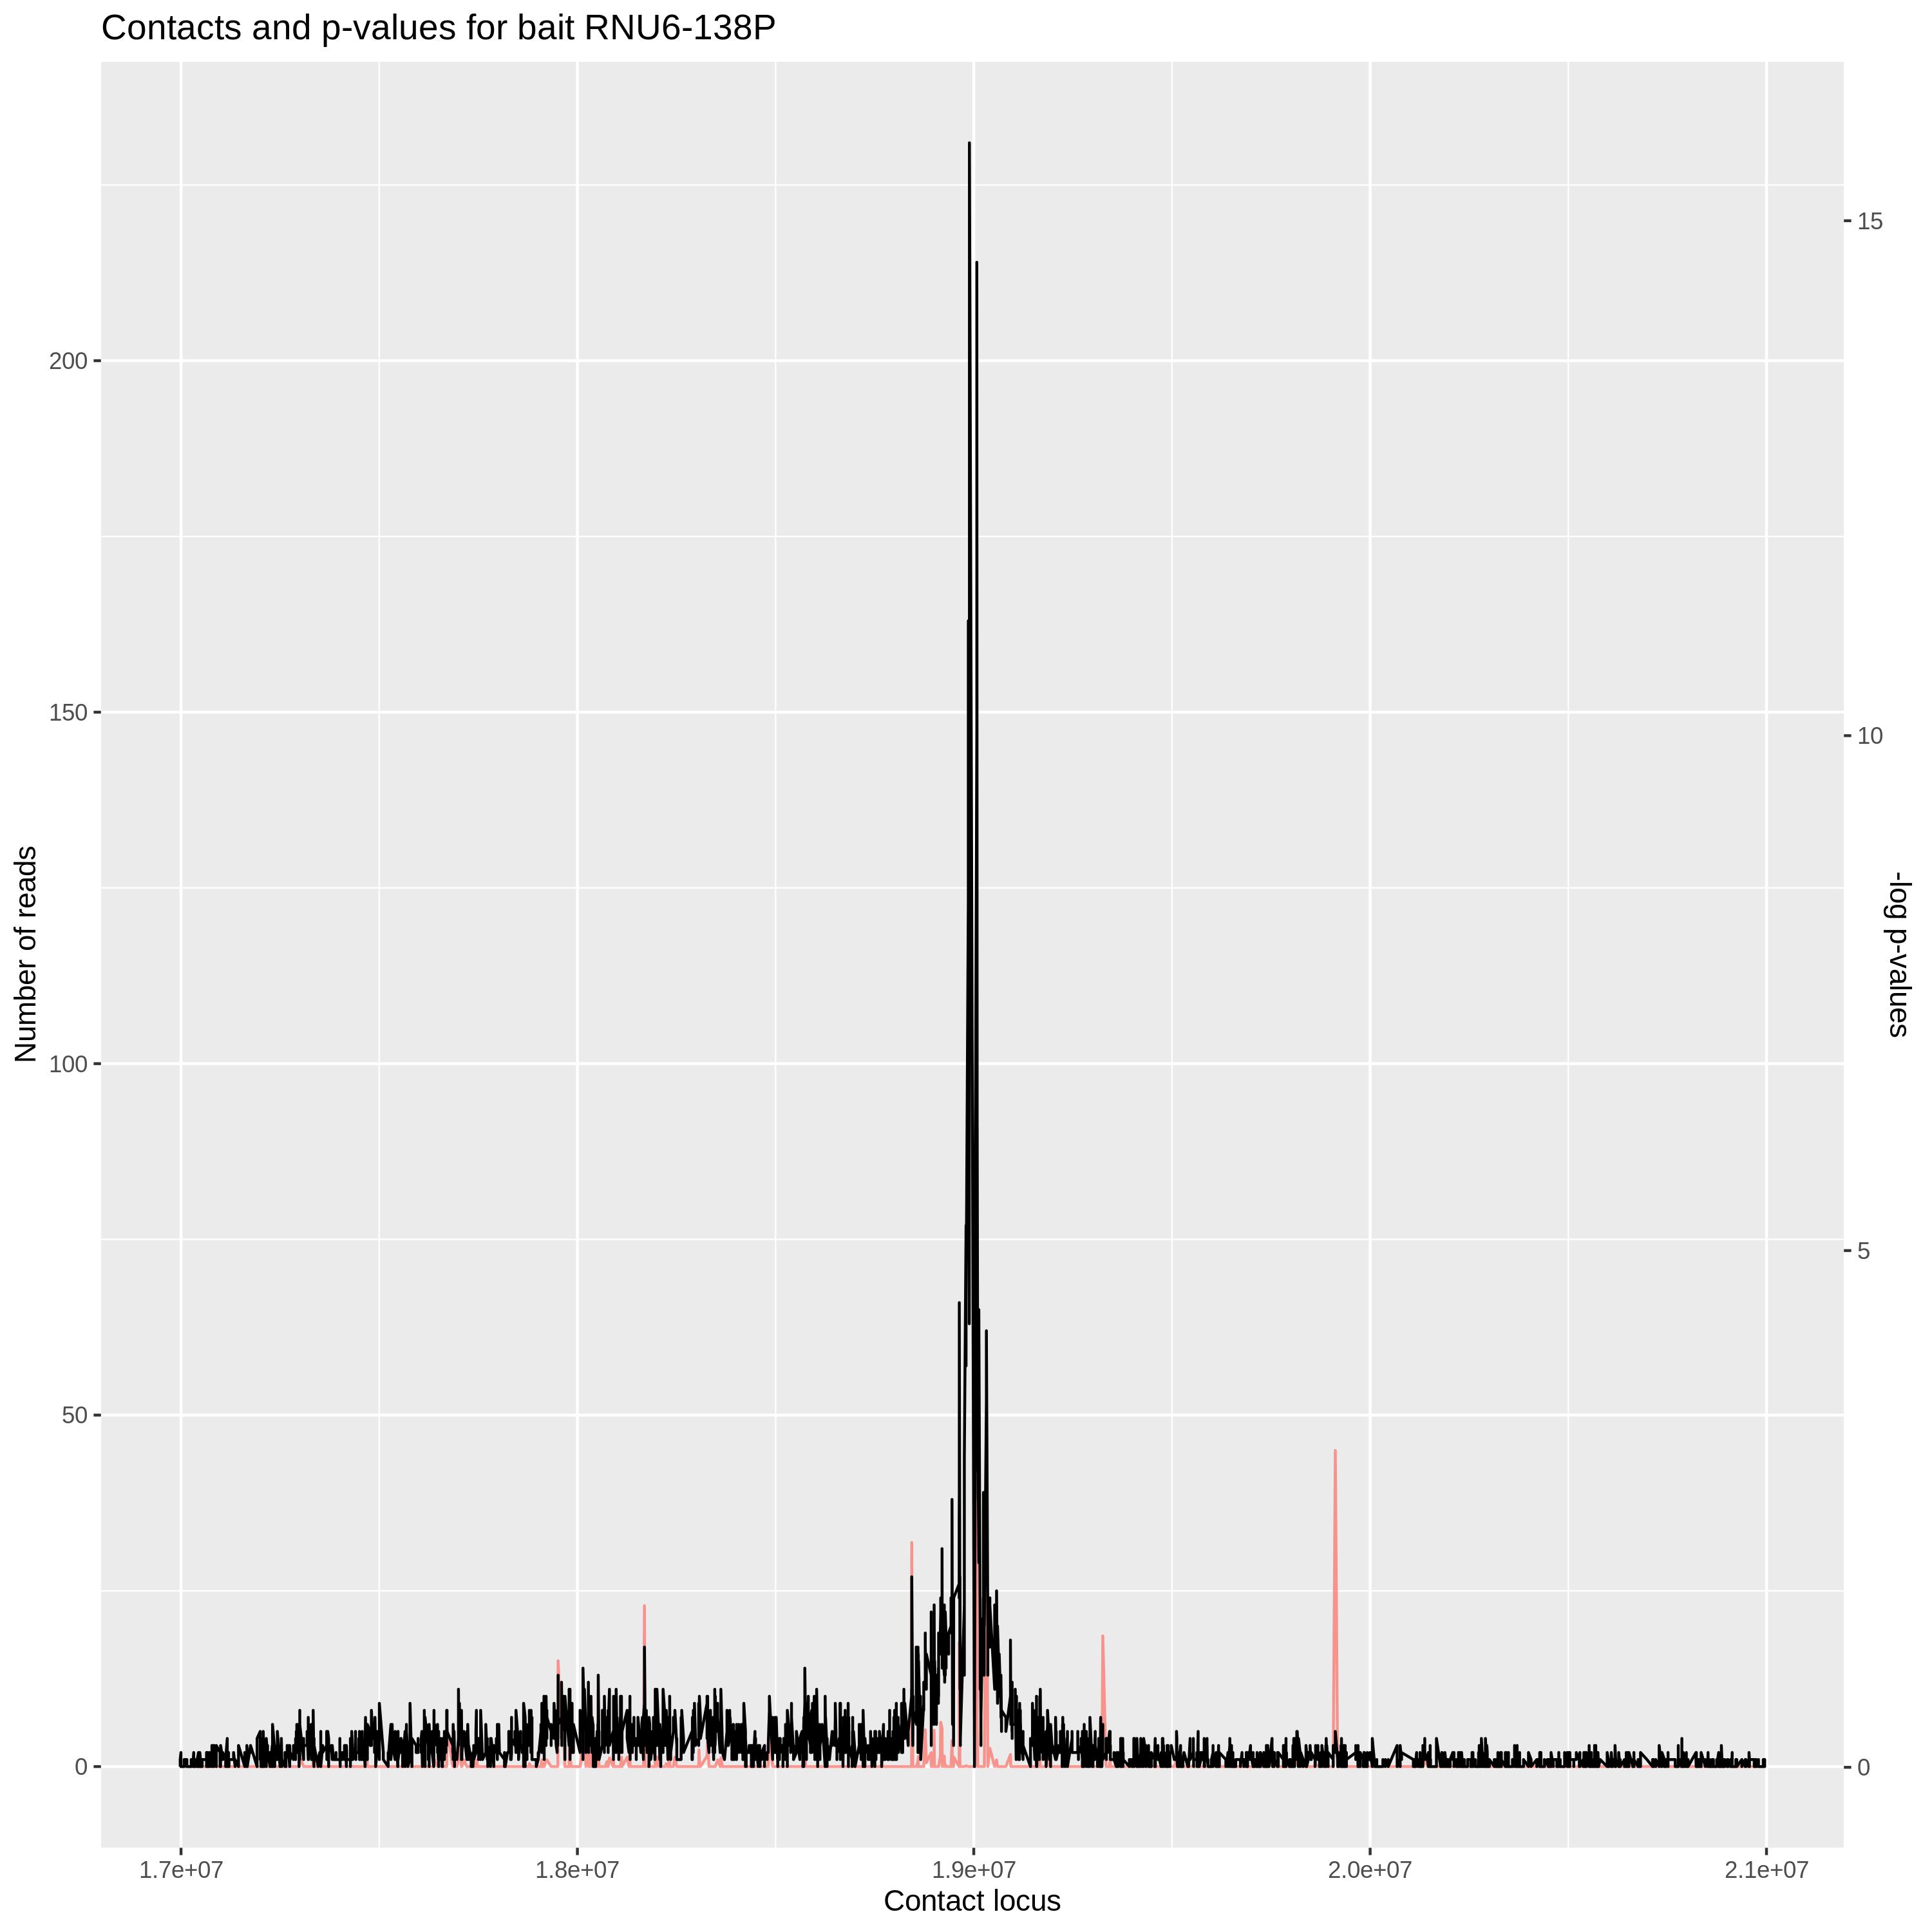 Contacts and p-values for bait RNU6-138P
200
150
100
50
0
Number of reads
15
10
5
0
-log p-values
1.7e+07
1.8e+07
1.9e+07
2.0e+07
2.1e+07
Contact locus